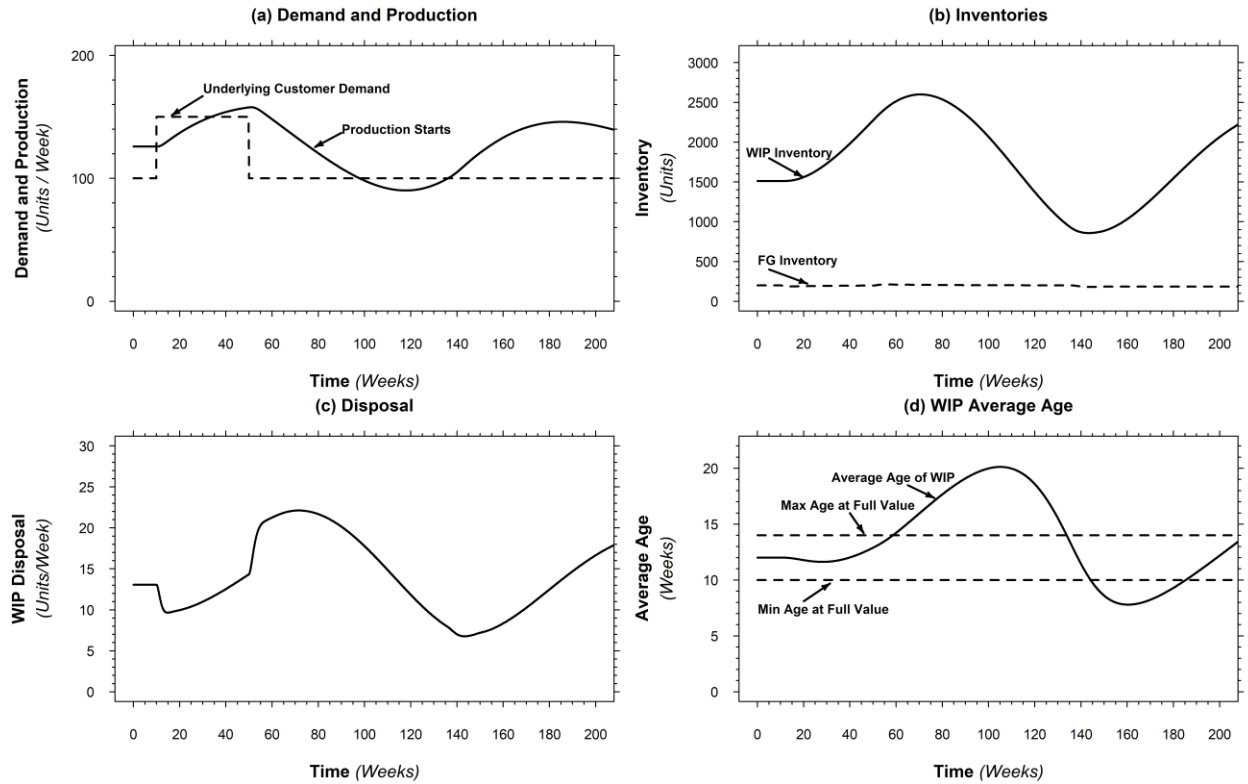 (a) Demand and Production
Demand and Production
(Units / Week)
200
100
0
Underlying Customer Demand
Production Starts
0 20 40 60 80 100 120 140 160 180 200
Time (Weeks)
(b) Inventories
Inventory
(Units)
3000
2500
2000
1500
1000
500
0
WIP Inventory
FG Inventory
0 20 40 60 80 100 120 140 160 180 200
Time (Weeks)
(c) Disposal
WIP Disposal
(Units/Week)
30
25
20
15
10
5
0
0 20 40 60 80 100 120 140 160 180 200
Time (Weeks)
(d) WIP Average Age
Average Age
(Weeks)
20
15
10
5
0
Average Age of WIP
Max Age at Full Value
Min Age at Full Value
0 20 40 60 80 100 120 140 160 180 200
Time (Weeks)